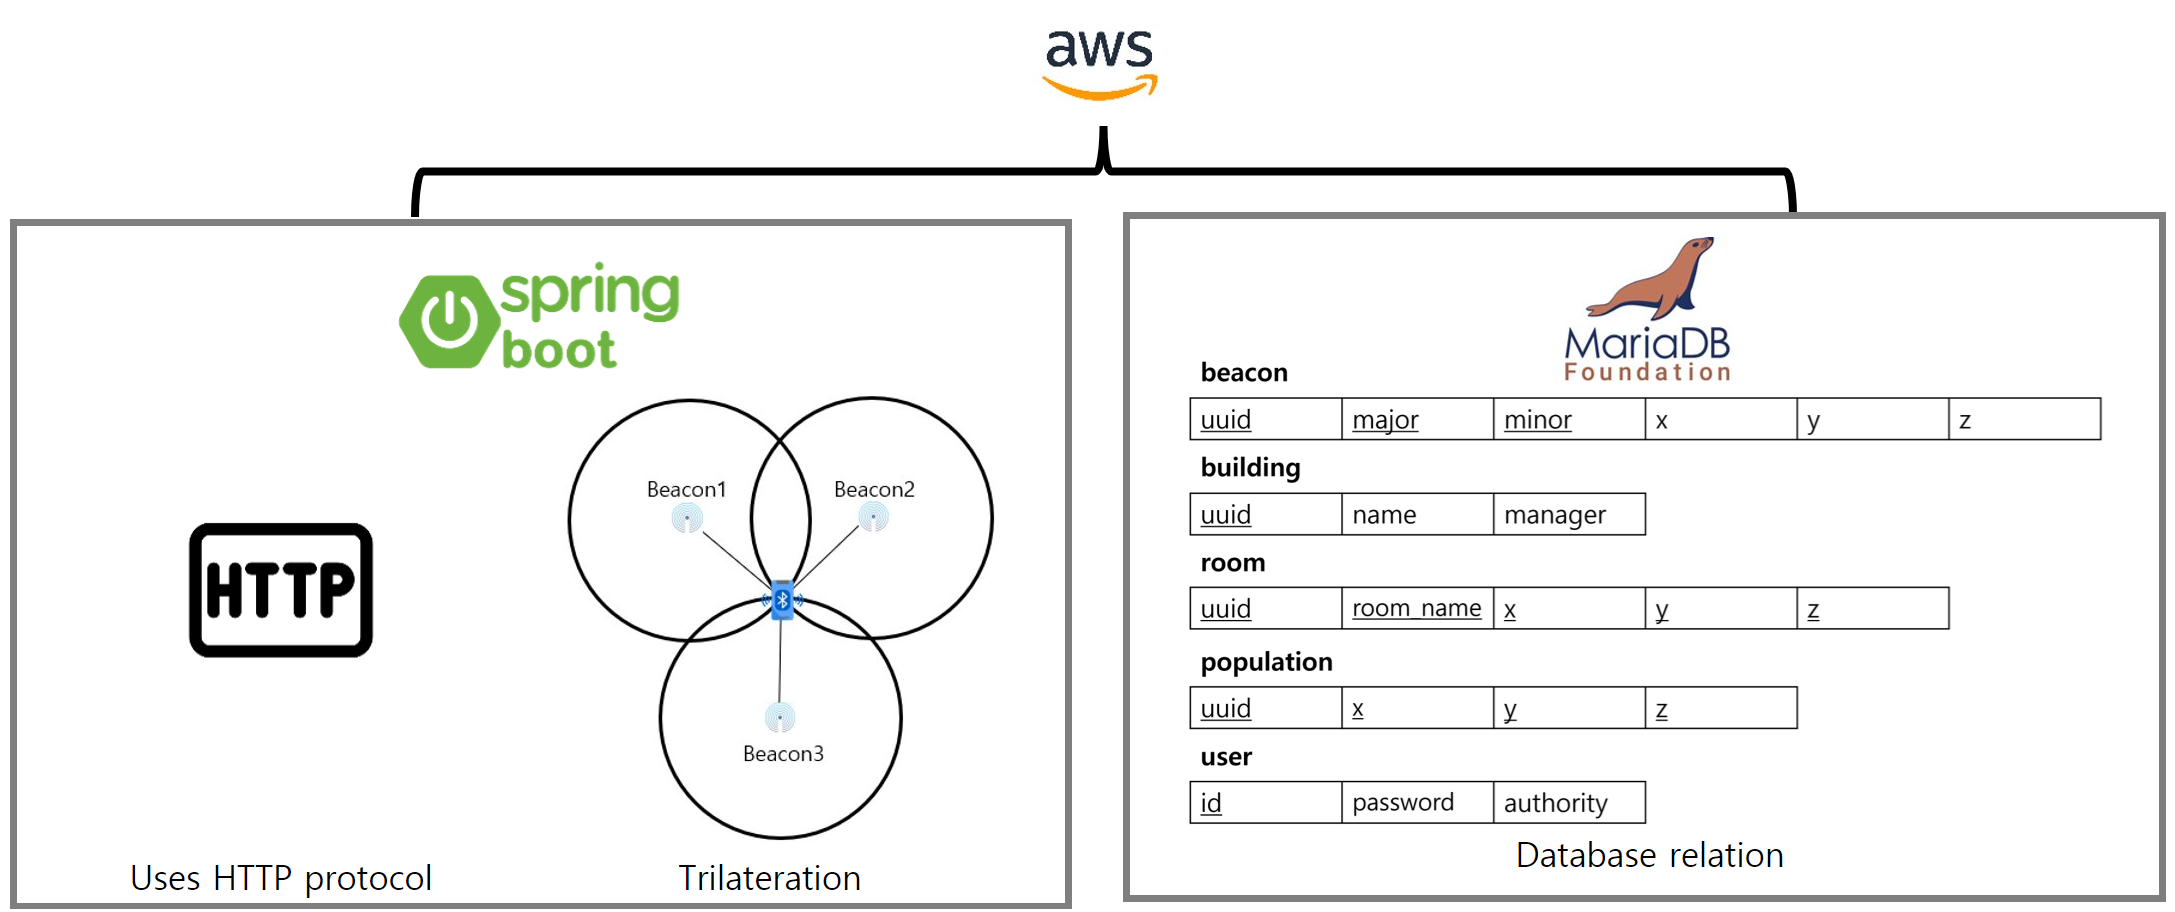 aws
spring
boot
HTTP
Beacon1
Beacon2
Beacon3
Uses HTTP protocol
Trilateration
MariaDB
Foundation
beacon
uuid major minor x y z
building
uuid name manager
room
uuid room_name x y z
population
uuid x y z
user
id password authority
Database relation